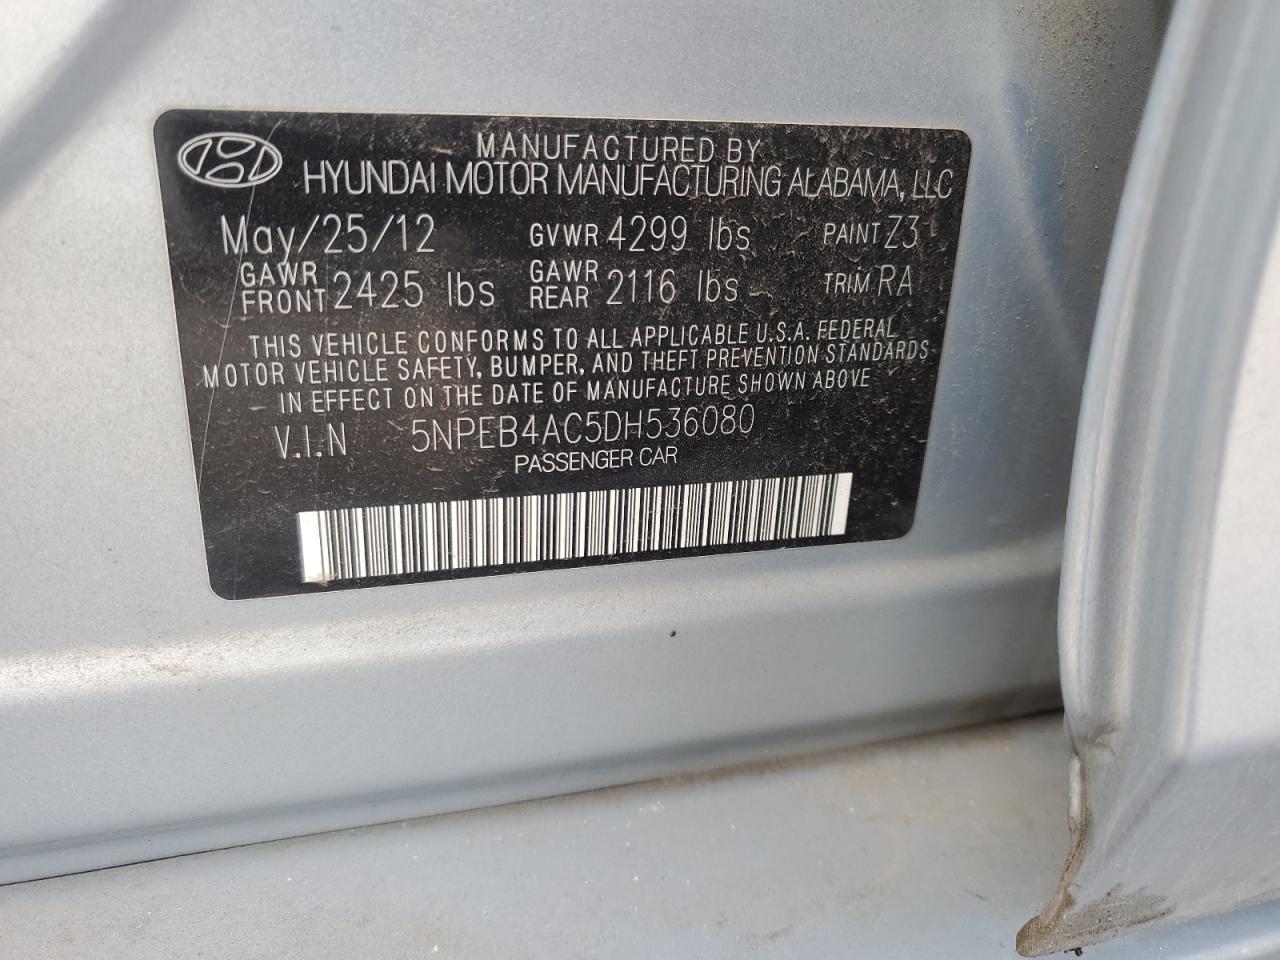 MANUFACTURED BY
HYUNDAI MOTOR MANUFACTURING ALABAMA, LLC
May/25/12 GVWR 4299 lbs PAINT Z3
GAWR FRONT 2425 lbs GAWR REAR 2116 lbs TRIM RA
THIS VEHICLE CONFORMS TO ALL APPLICABLE U.S.A. FEDERAL
MOTOR VEHICLE SAFETY, BUMPER, AND THEFT PREVENTION STANDARDS
IN EFFECT ON THE DATE OF MANUFACTURE SHOWN ABOVE
V.I.N 5NPEB4AC5DH536080
PASSENGER CAR